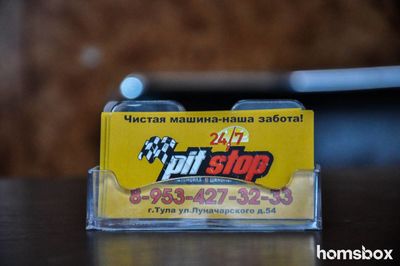 Чистая машина-наша забота!
24/7
pit stop
8-953-427-32-33
г.Тула ул.Луначарского д.54
homsbox